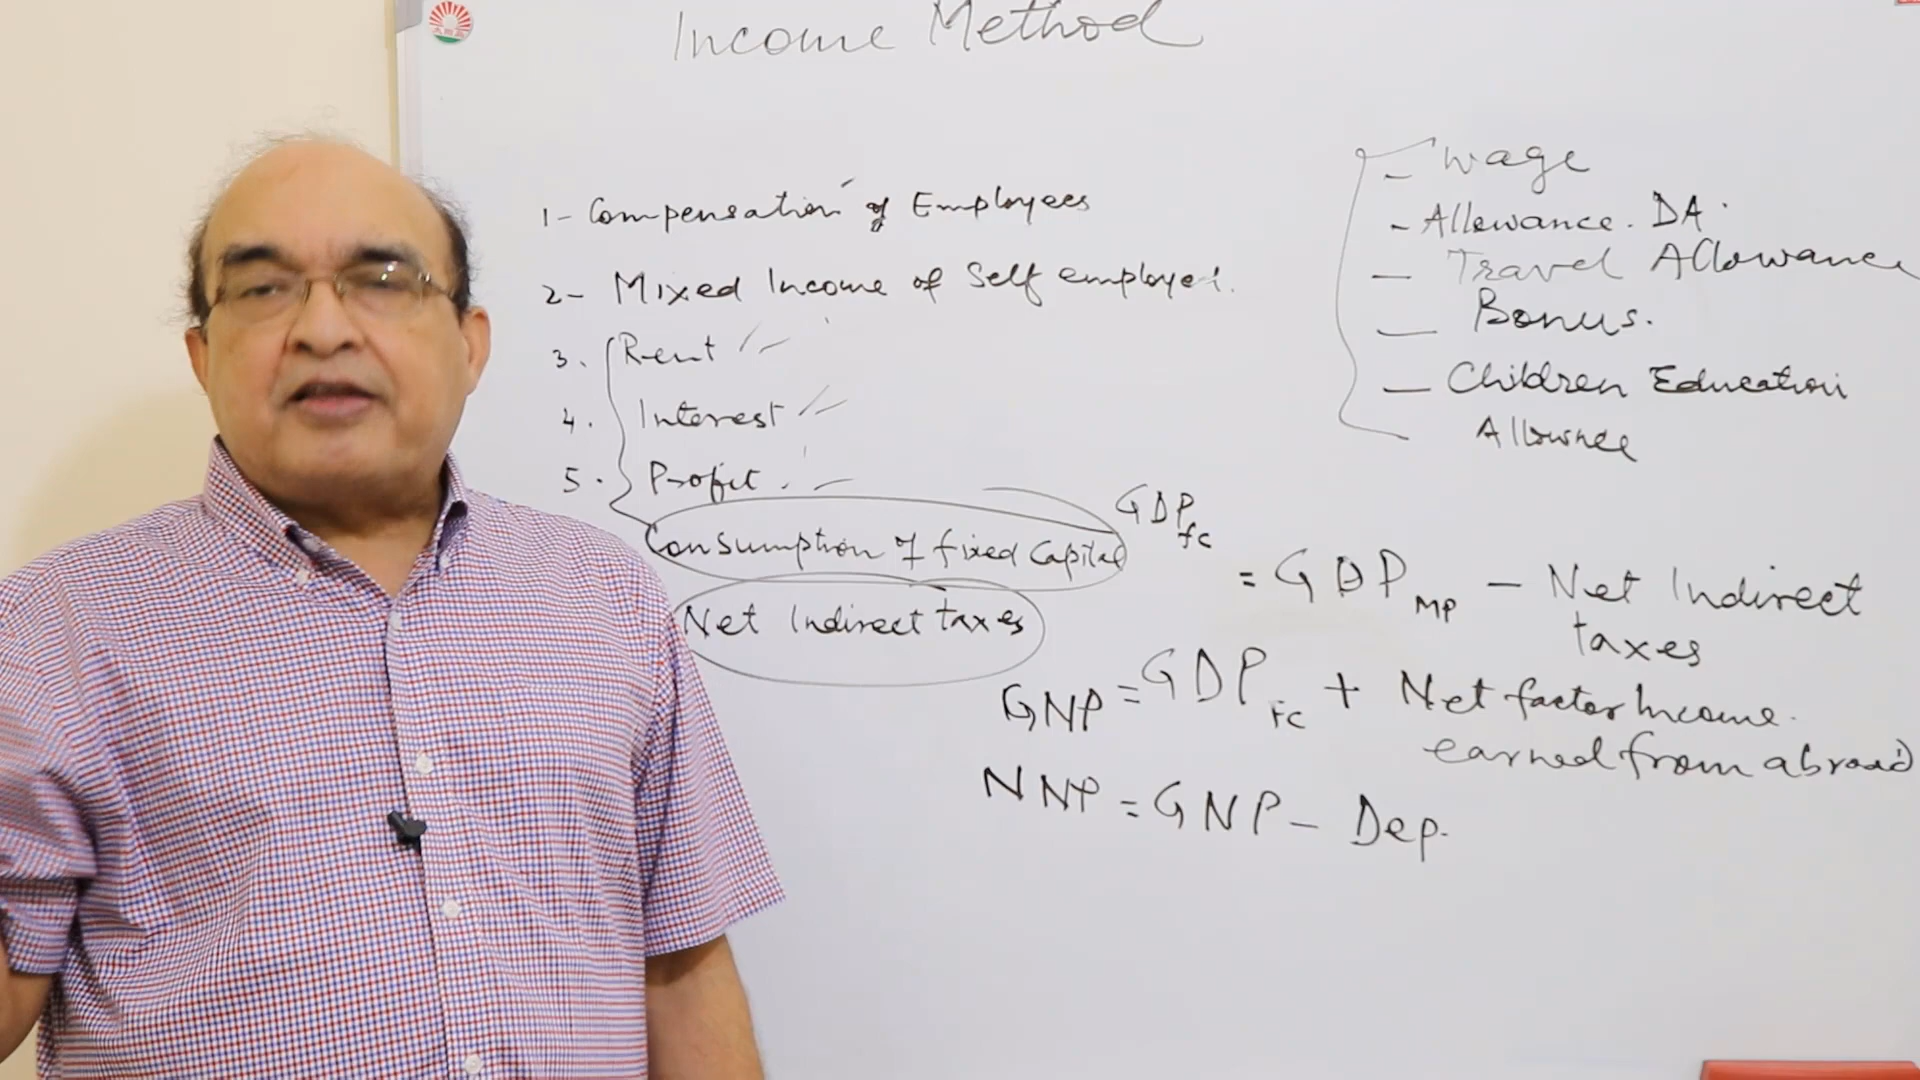 Income Method
1- Compensation of Employees
2- Mixed Income of Self employed.
3. Rent
4. Interest
5. Profit.
Consumption of fixed Capital
Net Indirect taxes
- Wage
- Allowance. DA.
- Travel Allowance
- Bonus.
- Children Education
Allownce
GDP fc
= GDP MP - Net Indirect
taxes
GNP = GDP FC + Net factor Income.
earned from abroad
NNP = GNP - Dep.